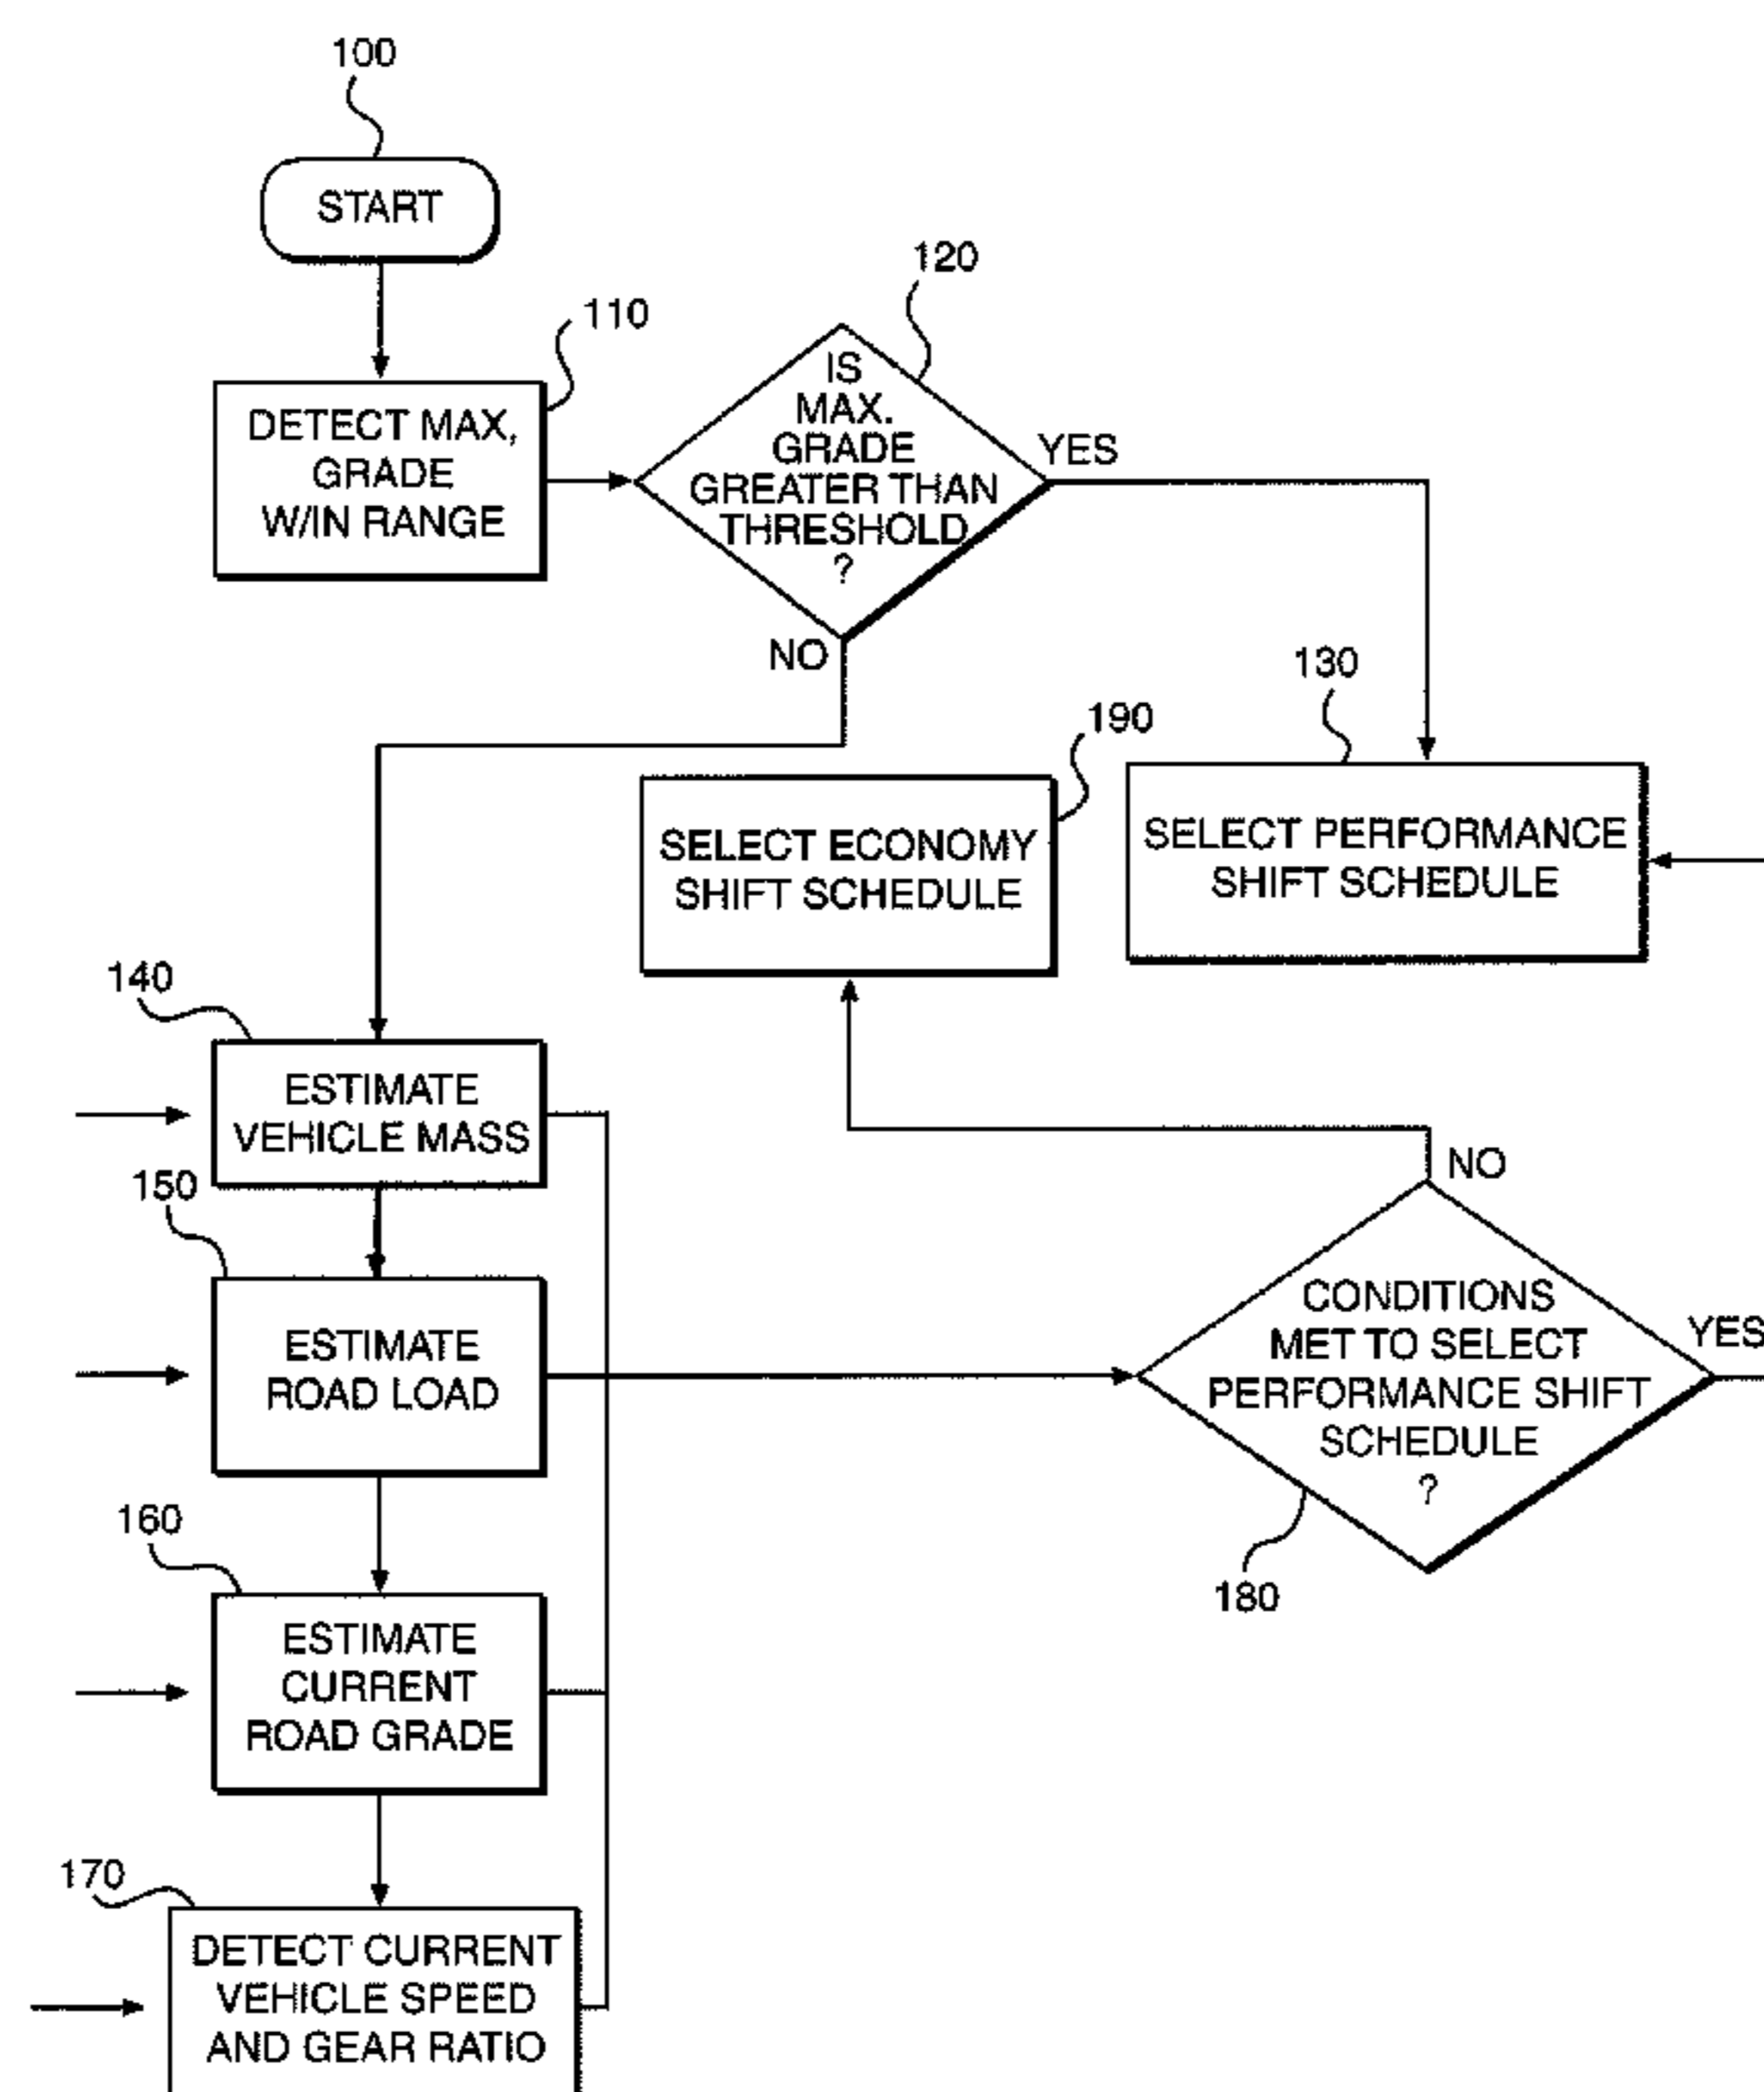 100
START
110
DETECT MAX,
GRADE
W/IN RANGE
120
IS
MAX.
GRADE
GREATER THAN
THRESHOLD
?
YES
NO
130
SELECT PERFORMANCE
SHIFT SCHEDULE
190
SELECT ECONOMY
SHIFT SCHEDULE
140
ESTIMATE
VEHICLE MASS
150
ESTIMATE
ROAD LOAD
160
ESTIMATE
CURRENT
ROAD GRADE
170
DETECT CURRENT
VEHICLE SPEED
AND GEAR RATIO
NO
CONDITIONS
MET TO SELECT
PERFORMANCE SHIFT
SCHEDULE
?
YES
180